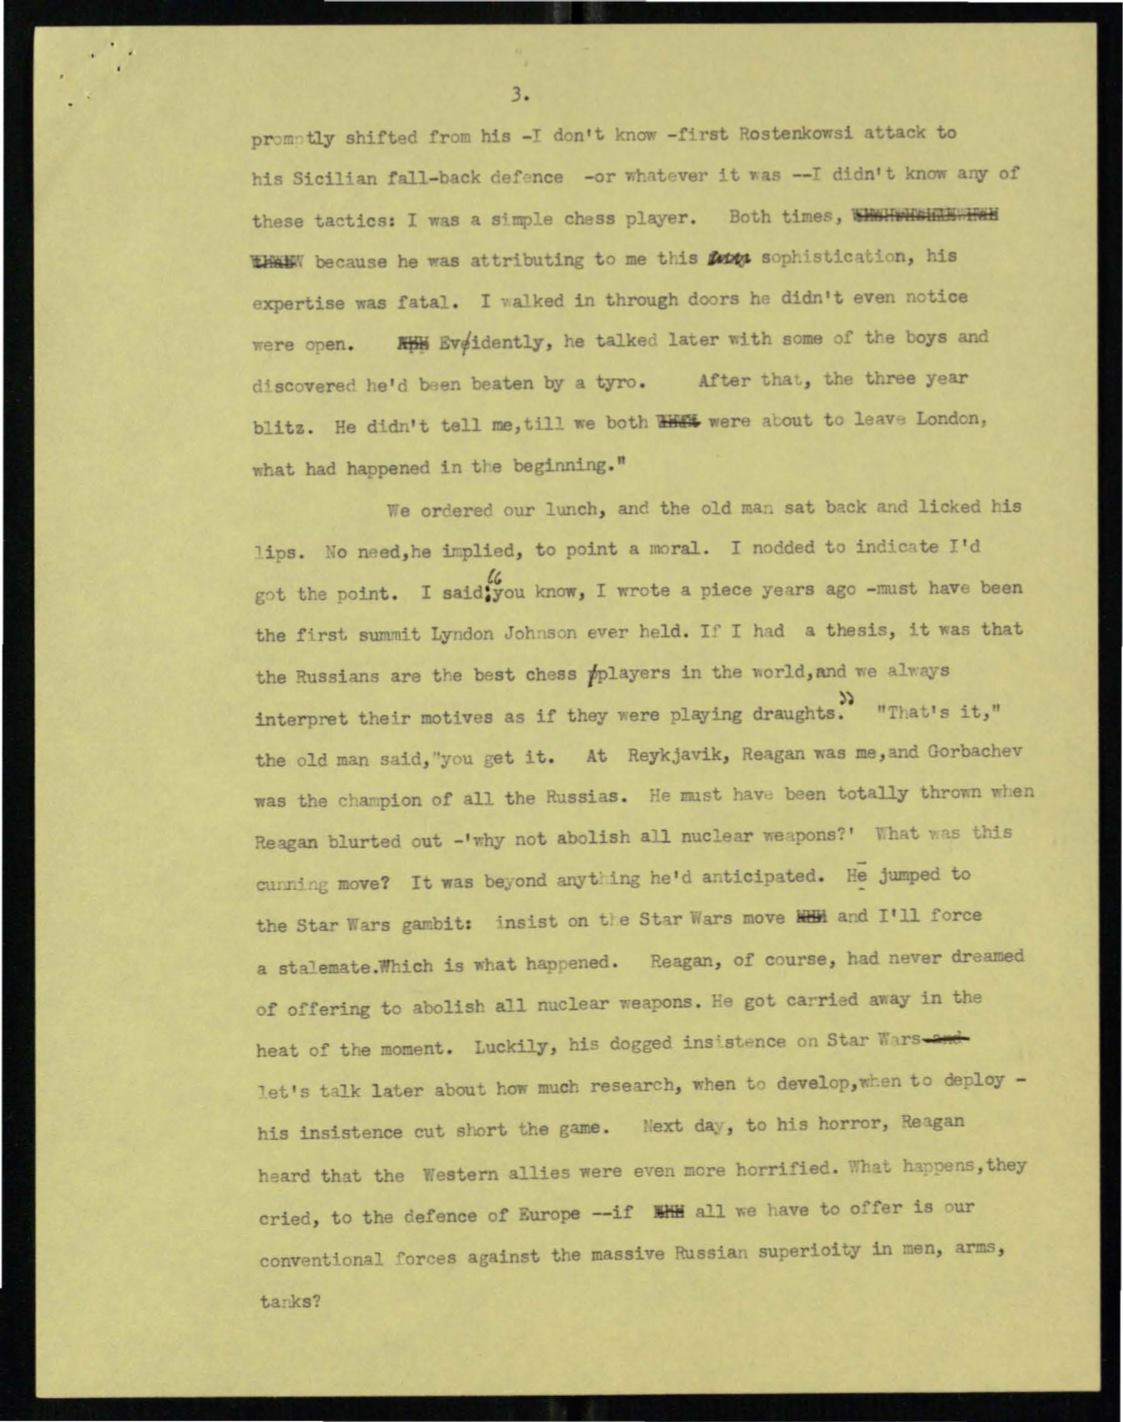 3.
promptly shifted from his -I don't know -first Rostenkowsi attack to
his Sicilian fall-back defence -or whatever it was --I didn't know any of
these tactics: I was a simple chess player. Both times,
because he was attributing to me this sophistication, his
expertise was fatal. I walked in through doors he didn't even notice
were open. Evidently, he talked later with some of the boys and
discovered he'd been beaten by a tyro. After that, the three year
blitz. He didn't tell me,till we both were about to leave London,
what had happened in the beginning."
We ordered our lunch, and the old man sat back and licked his
lips. No need,he implied, to point a moral. I nodded to indicate I'd
got the point. I said:"you know, I wrote a piece years ago -must have been
the first summit Lyndon Johnson ever held. If I had a thesis, it was that
the Russians are the best chess players in the world,and we always
interpret their motives as if they were playing draughts." "That's it,"
the old man said,"you get it. At Reykjavik, Reagan was me,and Gorbachev
was the champion of all the Russias. He must have been totally thrown when
Reagan blurted out -'why not abolish all nuclear weapons?' What was this
cunning move? It was beyond anything he'd anticipated. He jumped to
the Star Wars gambit: insist on the Star Wars move and I'll force
a stalemate.Which is what happened. Reagan, of course, had never dreamed
of offering to abolish all nuclear weapons. He got carried away in the
heat of the moment. Luckily, his dogged insistence on Star Wars and
let's talk later about how much research, when to develop,when to deploy -
his insistence cut short the game. Next day, to his horror, Reagan
heard that the Western allies were even more horrified. What happens,they
cried, to the defence of Europe --if all we have to offer is our
conventional forces against the massive Russian superioity in men, arms,
tanks?